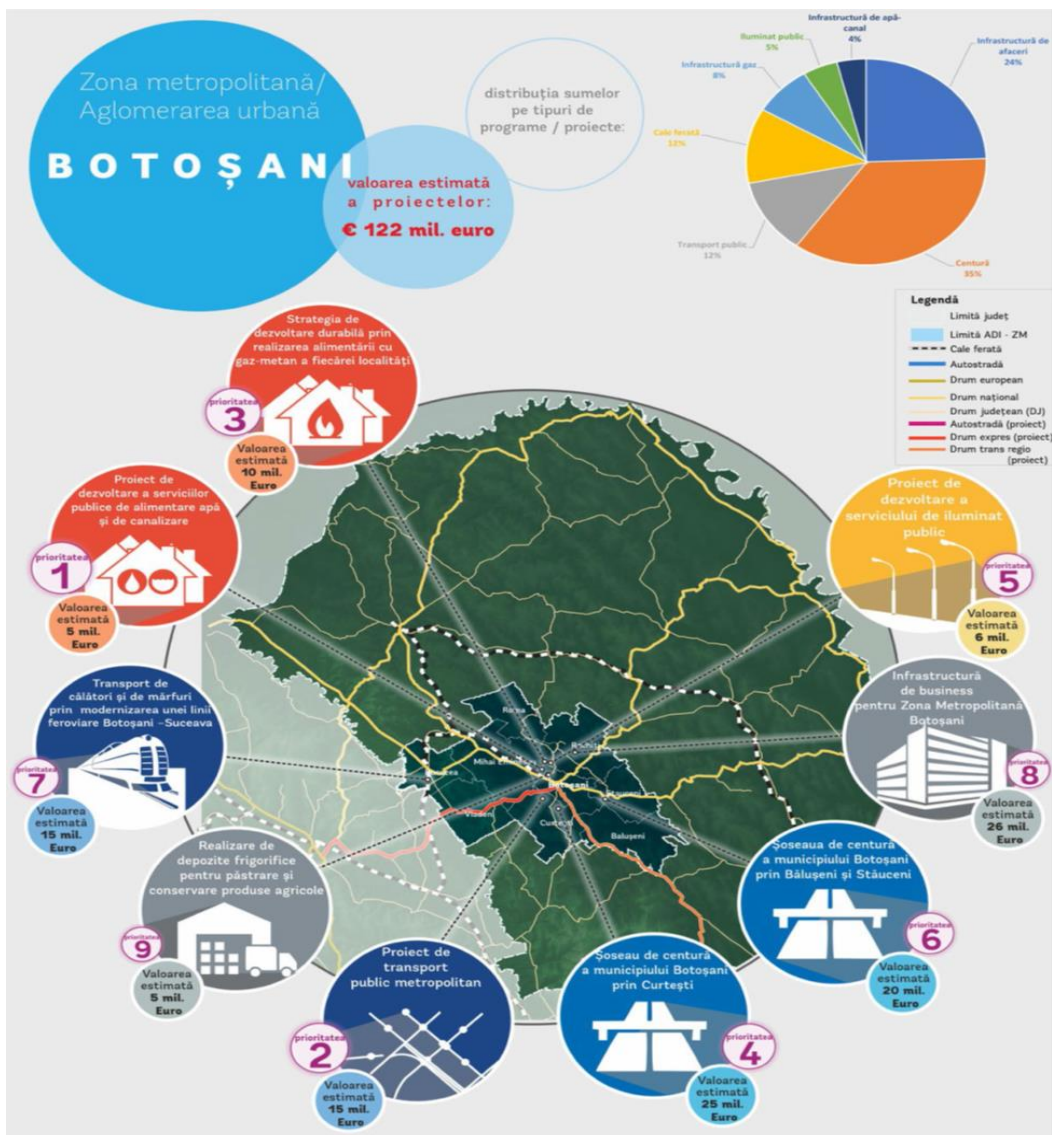 Zona metropolitană/
Aglomerarea urbană
BOTOȘANI
valoarea estimată
a proiectelor:
€ 122 mil. euro
distribuția sumelor
pe tipuri de
programe / proiecte:
Infrastructură de apă-
canal
4%
Iluminat public
5%
Infrastructură gaz
8%
Cale ferată
12%
Transport public
12%
Infrastructură de
afaceri
24%
Centură
35%
Legendă
Limită județ
Limită ADI - ZM
Cale ferată
Autostradă
Drum european
Drum național
Drum județean (DJ)
Autostradă (proiect)
Drum expres (proiect)
Drum trans regio
(proiect)
Strategia de
dezvoltare durabilă prin
realizarea alimentării cu
gaz-metan a fiecărei localități
prioritatea
3
Valoarea
estimată
10 mil.
Euro
Proiect de
dezvoltare a serviciilor
publice de alimentare apă
și de canalizare
prioritatea
1
Valoarea
estimată
5 mil.
Euro
Transport de
călători și de mărfuri
prin modernizarea unei linii
feroviare Botoșani –Suceava
prioritatea
7
Valoarea
estimată
15 mil.
Euro
Realizare de
depozite frigorifice
pentru păstrare și
conservare produse agricole
prioritatea
9
Valoarea
estimată
5 mil.
Euro
Proiect de
transport
public metropolitan
prioritatea
2
Valoarea
estimată
15 mil.
Euro
Șoseau de centură
a municipiului Botoșani
prin Curtești
prioritatea
4
Valoarea
estimată
25 mil.
Euro
Șoseaua de centură
a municipiului Botoșani
prin Bălușeni și Stăuceni
prioritatea
6
Valoarea
estimată
20 mil.
Euro
Infrastructură
de business
pentru Zona Metropolitană
Botoșani
prioritatea
8
Valoarea
estimată
26 mil.
Euro
Proiect de
dezvoltare a
serviciului de iluminat
public
prioritatea
5
Valoarea
estimată
6 mil.
Euro
Mihai
Botoșani
Curtești
Balușeni